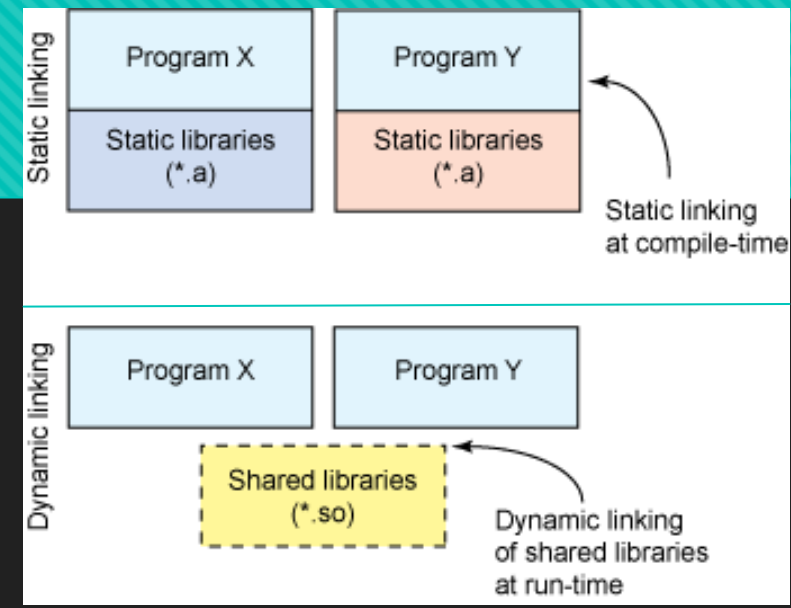 Static linking
Program X
Program Y
Static libraries
(*.a)
Static libraries
(*.a)
Static linking
at compile-time
Dynamic linking
Program X
Program Y
Shared libraries
(*.so)
Dynamic linking
of shared libraries
at run-time